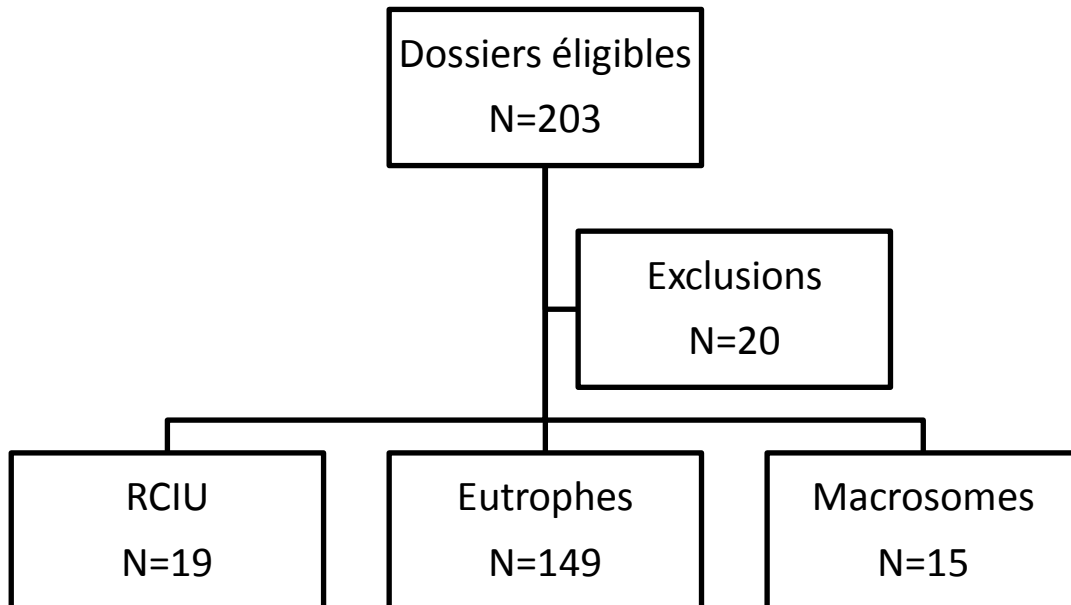 Dossiers éligibles
N=203
Exclusions
N=20
RCIU
N=19
Eutrophes
N=149
Macrosomes
N=15